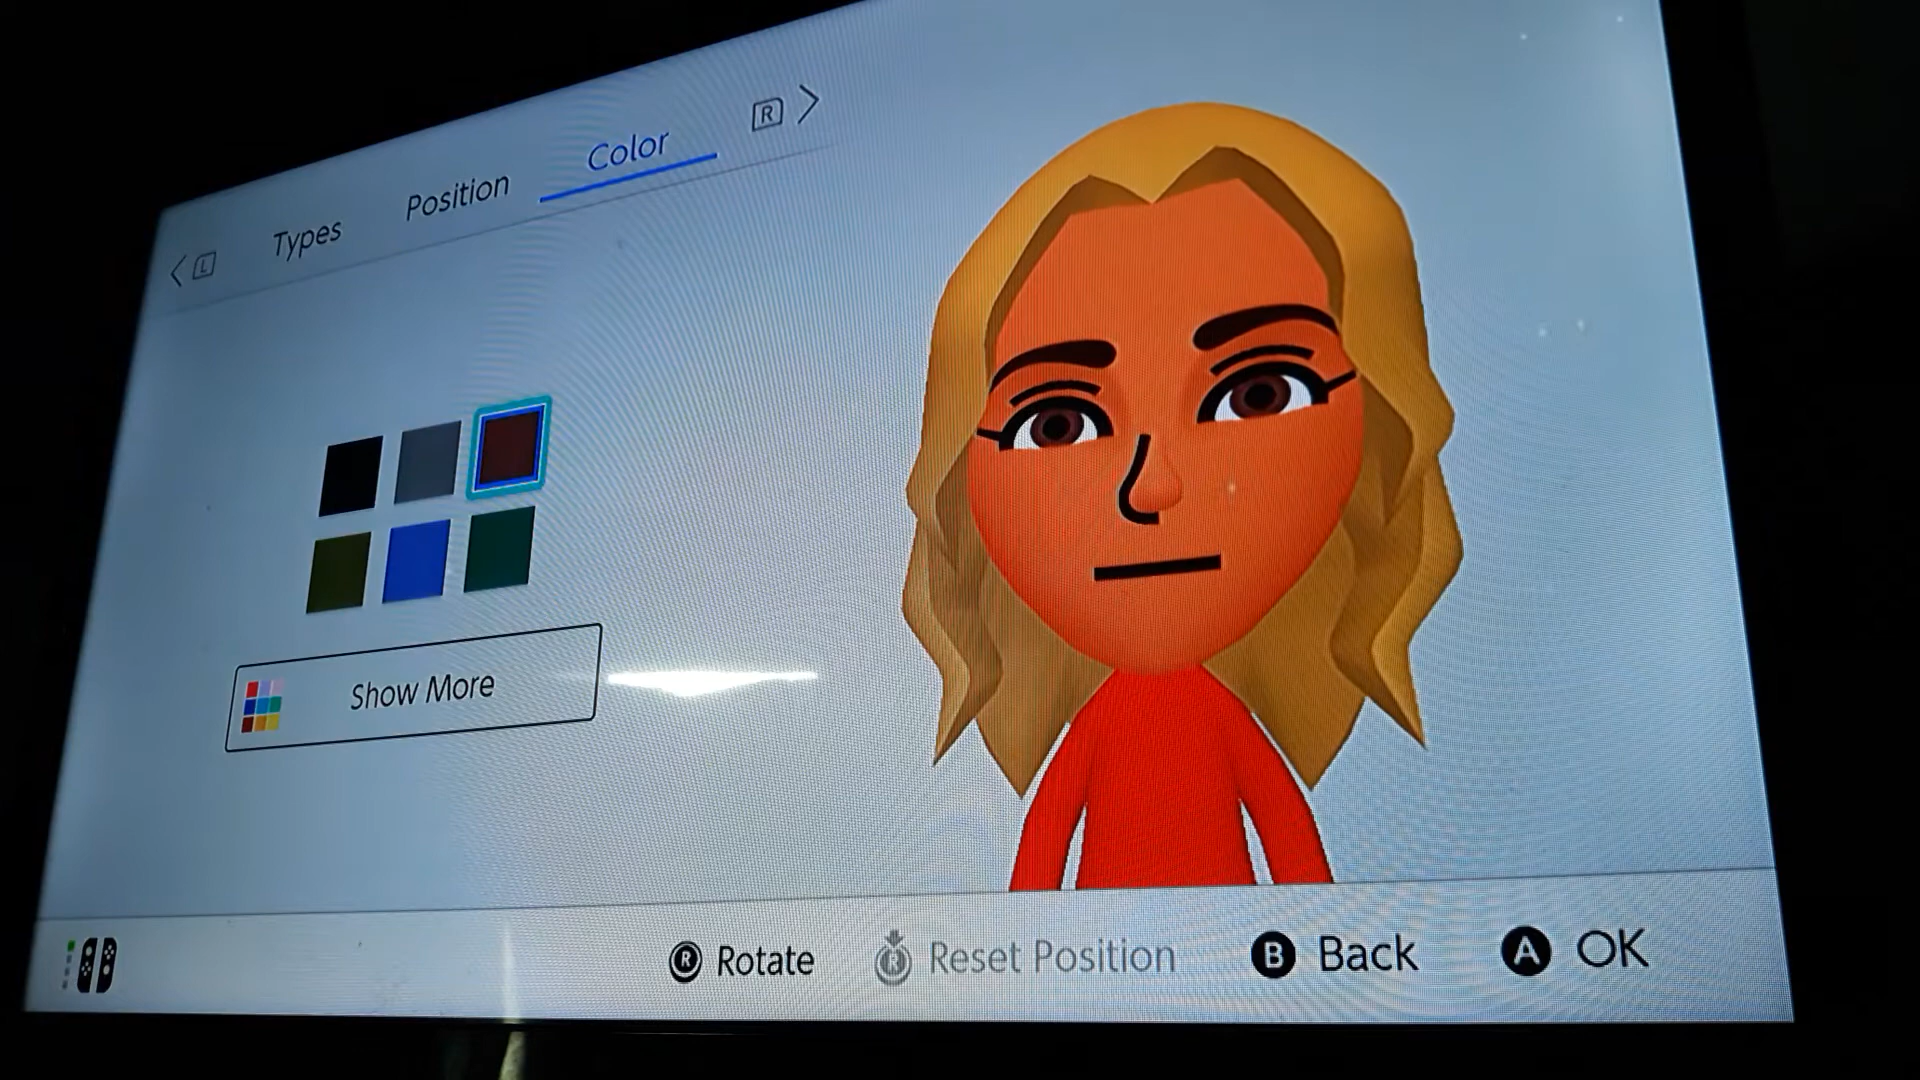 L
Types
Position
Color
R
Show More
R Rotate
R Reset Position
B Back
A OK